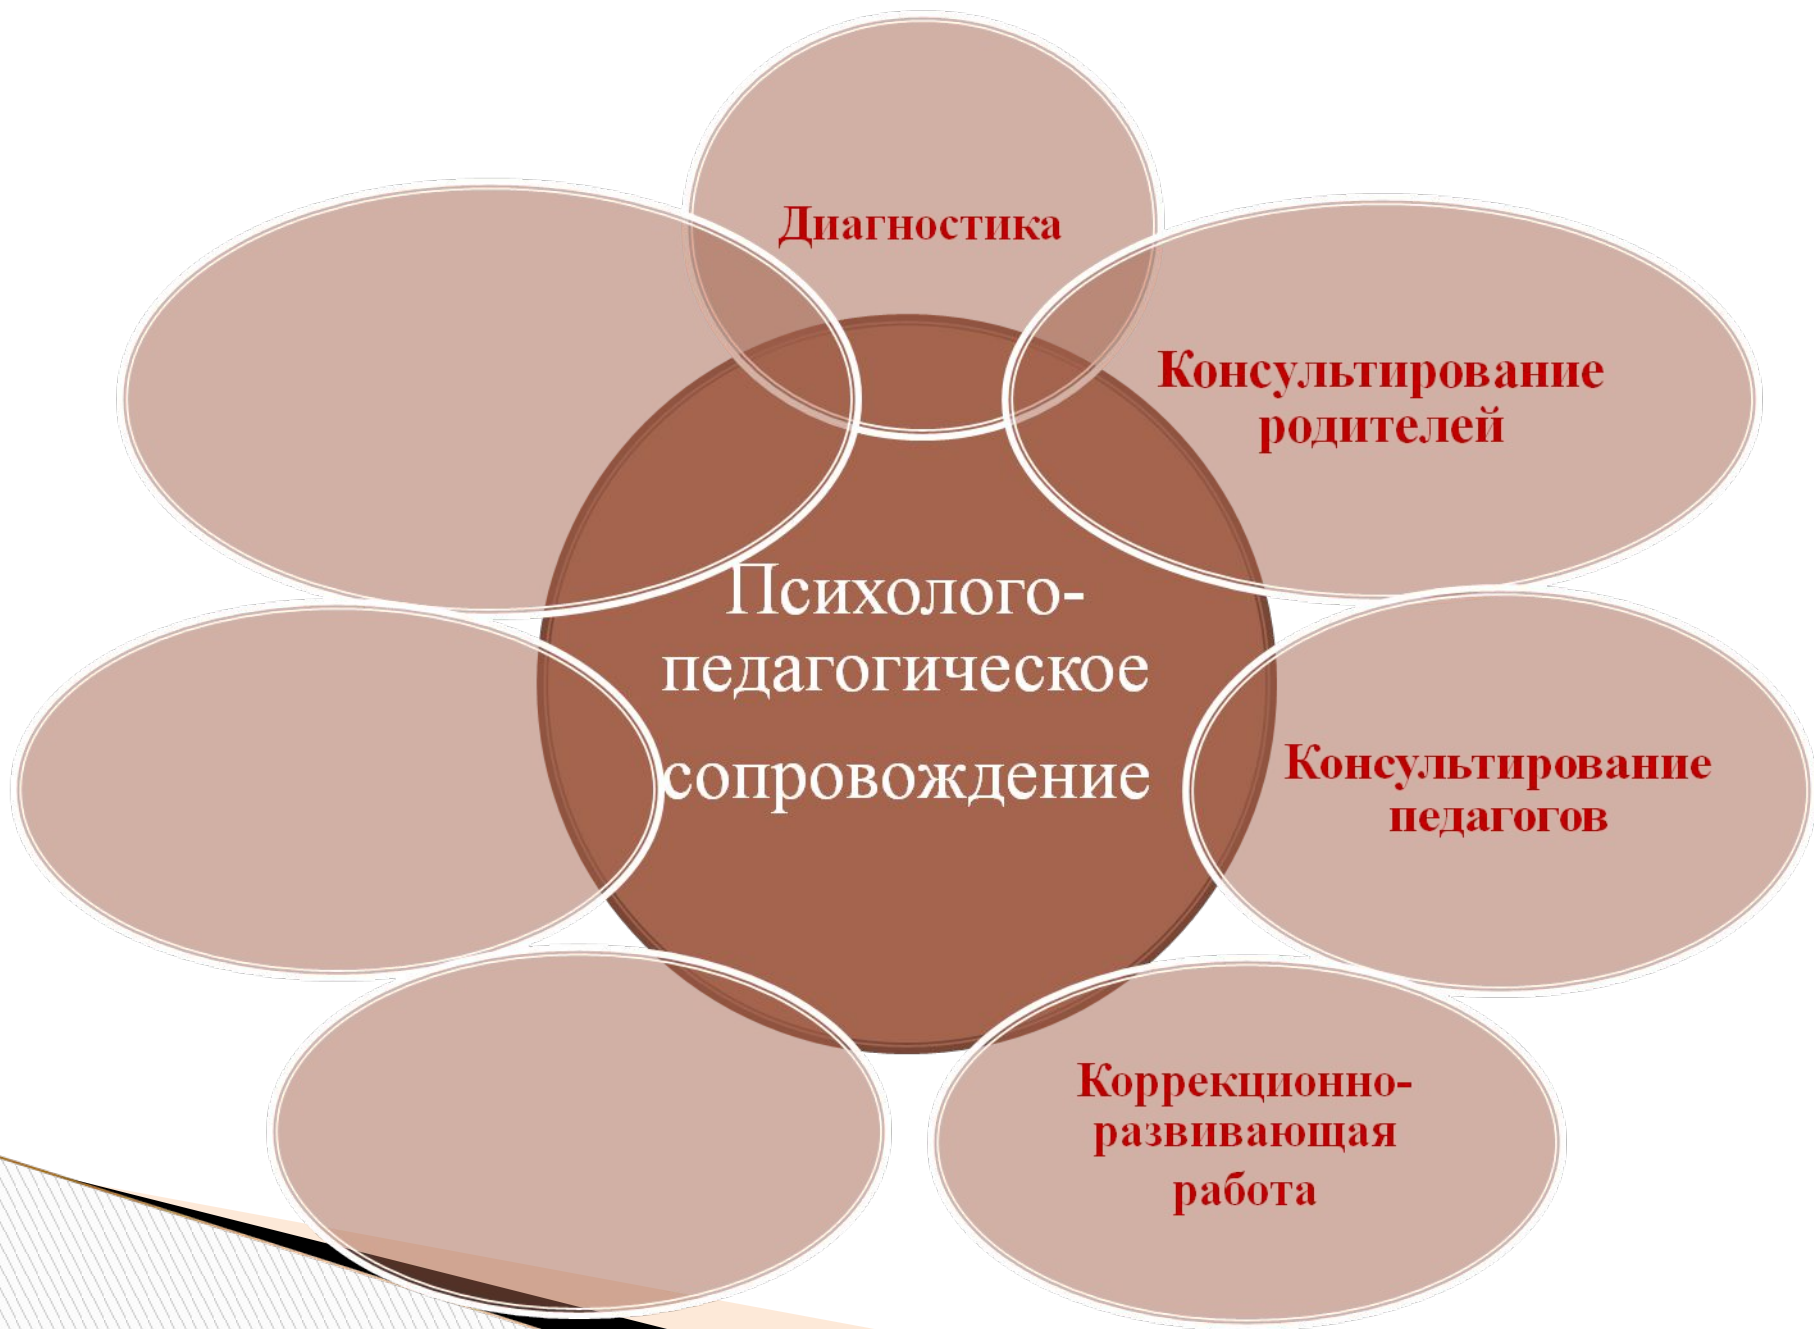 Диагностика
Консультирование
родителей
Психолого-
педагогическое
сопровождение
Консультирование
педагогов
Коррекционно-
развивающая
работа